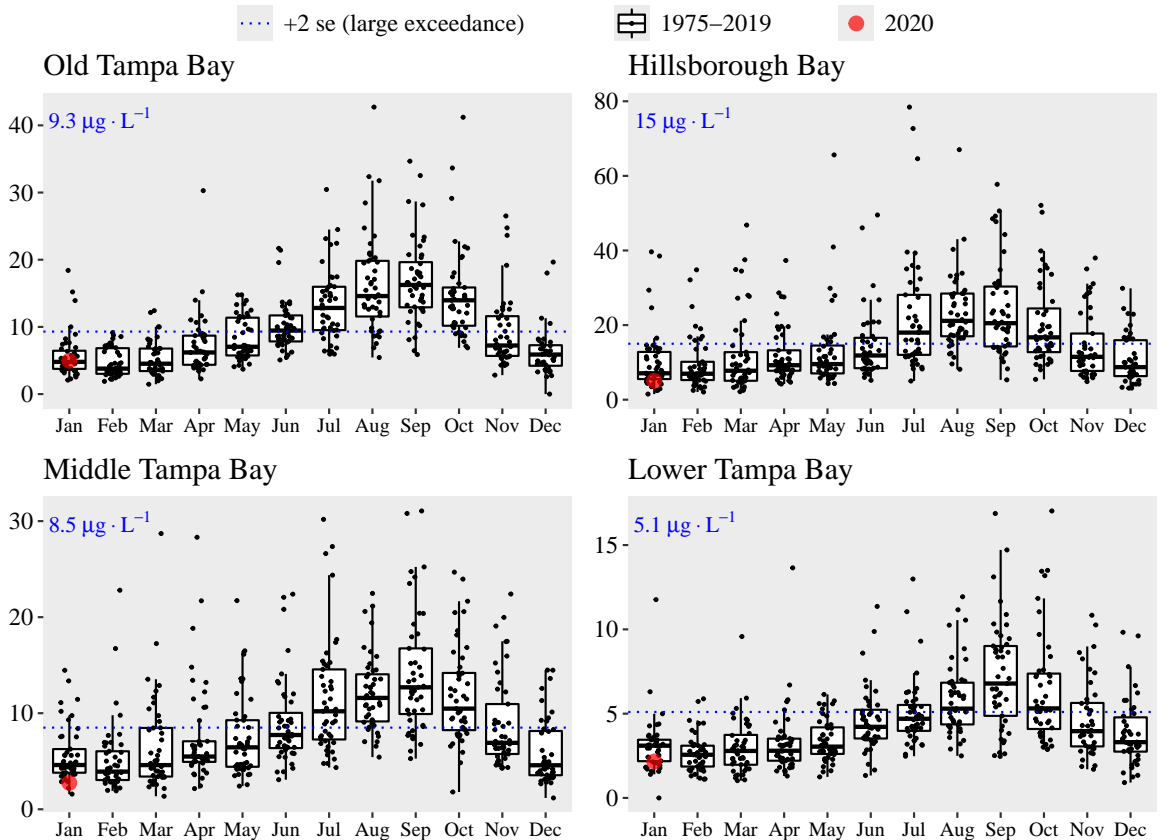 +2 se (large exceedance) 1975–2019 2020
Old Tampa Bay
9.3 μg · L⁻¹
40
30
20
10
0
Jan Feb Mar Apr May Jun Jul Aug Sep Oct Nov Dec
Hillsborough Bay
15 μg · L⁻¹
80
60
40
20
0
Jan Feb Mar Apr May Jun Jul Aug Sep Oct Nov Dec
Middle Tampa Bay
8.5 μg · L⁻¹
30
20
10
0
Jan Feb Mar Apr May Jun Jul Aug Sep Oct Nov Dec
Lower Tampa Bay
5.1 μg · L⁻¹
15
10
5
0
Jan Feb Mar Apr May Jun Jul Aug Sep Oct Nov Dec